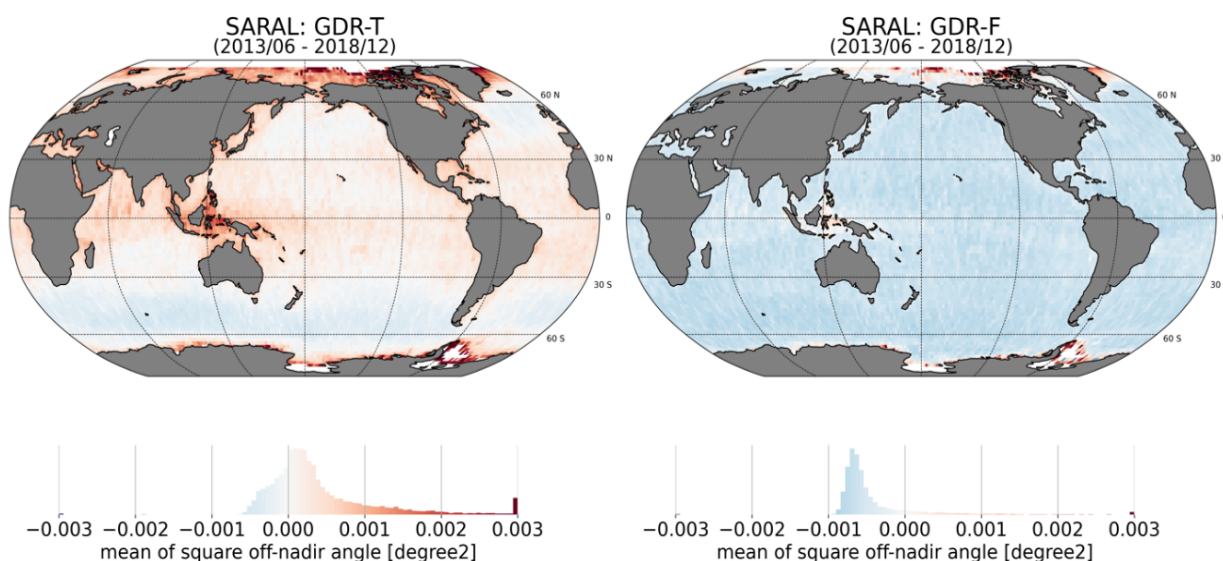 SARAL: GDR-T
(2013/06 - 2018/12)
60 N
30 N
0
30 S
60 S
−0.003 −0.002 −0.001 0.000 0.001 0.002 0.003
mean of square off-nadir angle [degree2]
SARAL: GDR-F
(2013/06 - 2018/12)
60 N
30 N
0
30 S
60 S
−0.003 −0.002 −0.001 0.000 0.001 0.002 0.003
mean of square off-nadir angle [degree2]